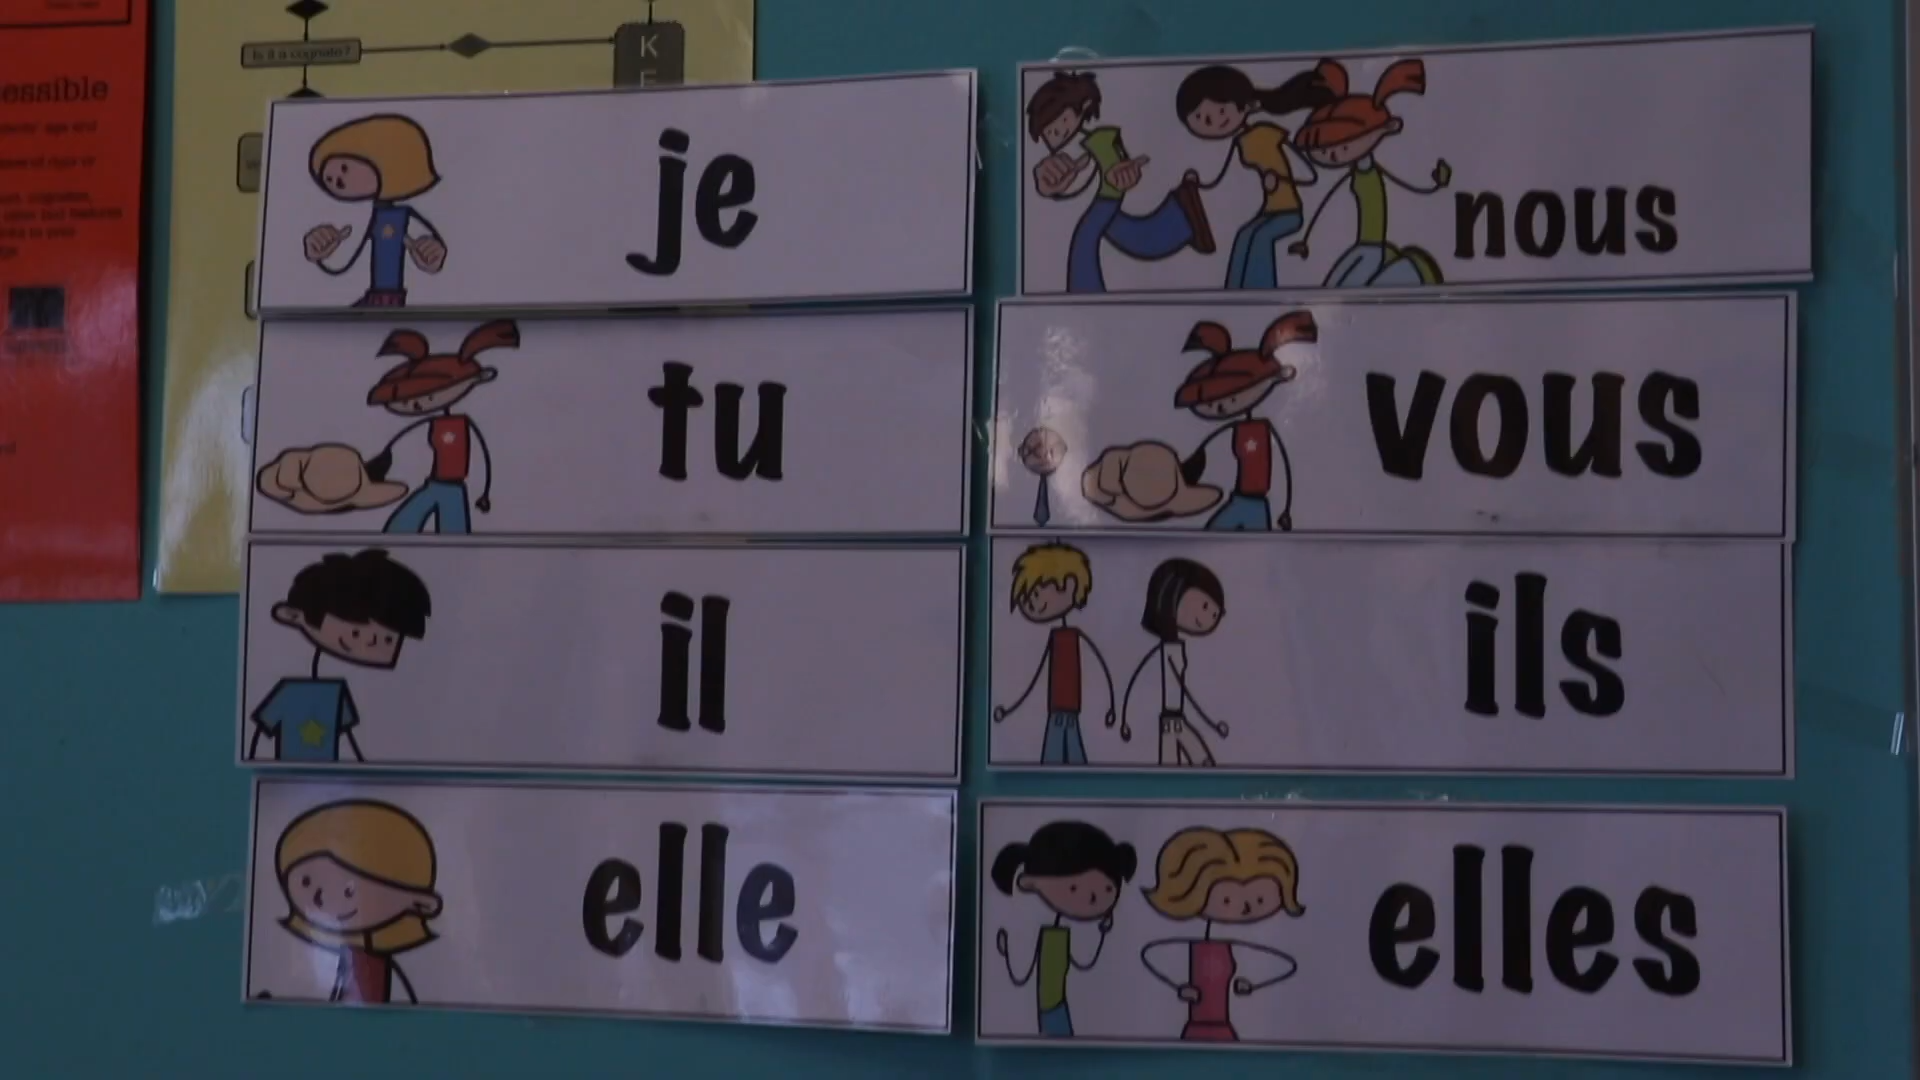 essible
Is it a cognate?
K
je
tu
il
elle
nous
vous
ils
elles